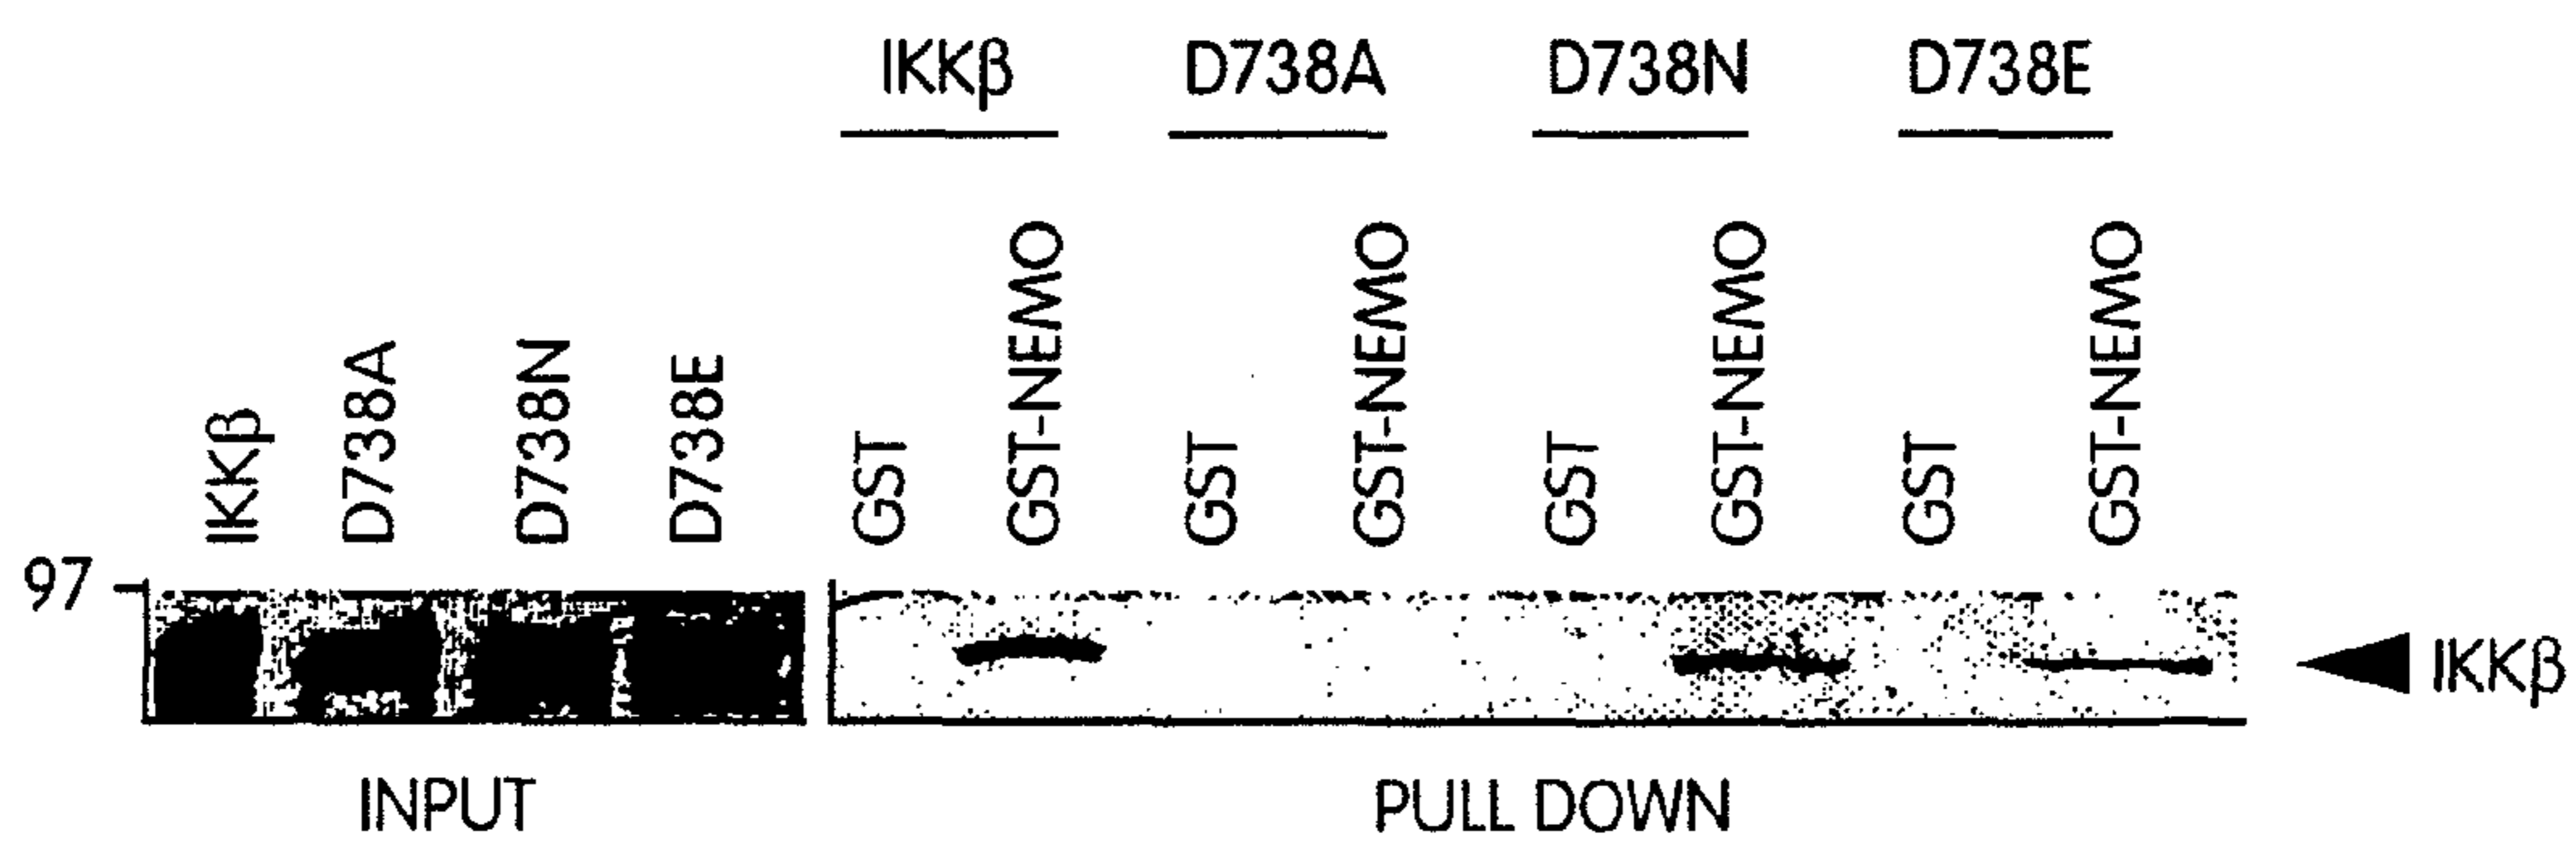 IKKβ D738A D738N D738E
IKKβ D738A D738N D738E GST GST-NEMO GST GST-NEMO GST GST-NEMO GST GST-NEMO
97
IKKβ
INPUT PULL DOWN